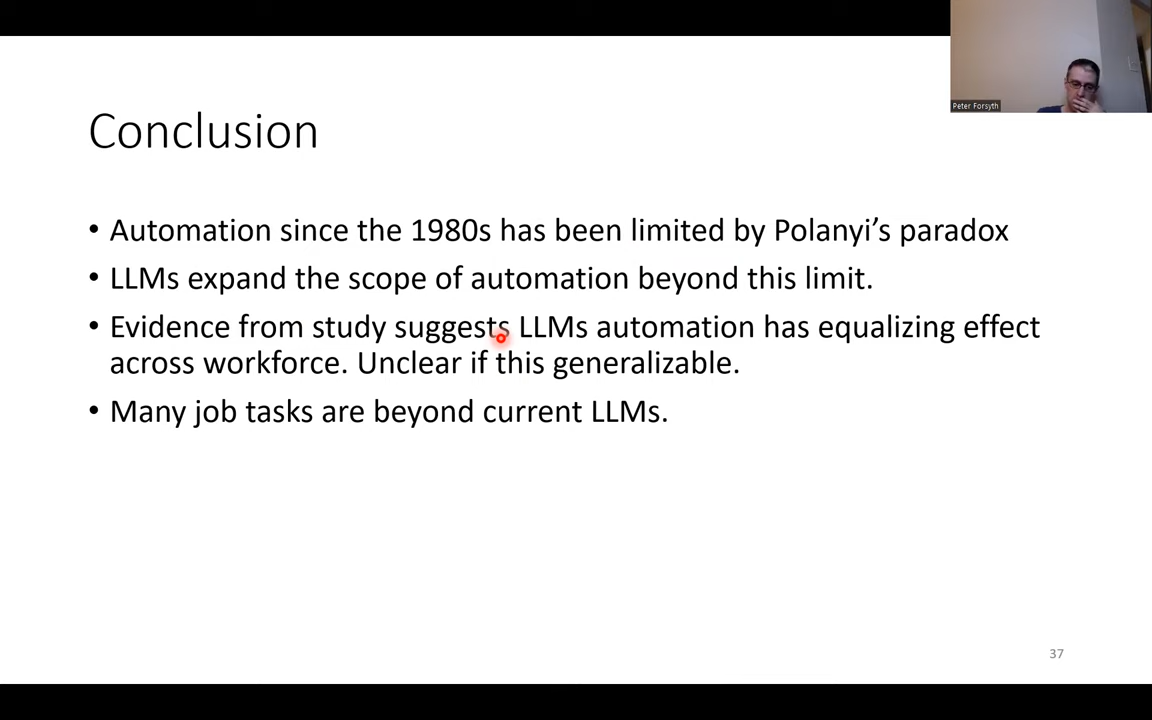 Peter Forsyth
Conclusion
• Automation since the 1980s has been limited by Polanyi’s paradox
• LLMs expand the scope of automation beyond this limit.
• Evidence from study suggests LLMs automation has equalizing effect
across workforce. Unclear if this generalizable.
• Many job tasks are beyond current LLMs.
37